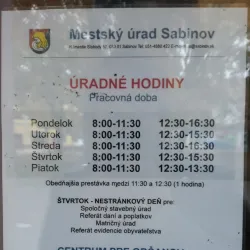 Mestský úrad Sabinov
ÚRADNÉ HODINY
Pracovná doba
Pondelok 8:00-11:30 12:30-16:30
Utorok 8:00-11:30 12:30-15:30
Streda 8:00-11:30 12:30-16:30
Štvrtok 8:00-11:30 12:30-15:30
Piatok 8:00-11:30 12:30-13:30
Obedňajšia prestávka medzi 11:30 a 12:30 (1 hodina)
ŠTVRTOK - NESTRÁNKOVÝ DEŇ pre:
Spoločný stavebný úrad
Referát daní a poplatkov
Matričný úrad
Referát evidencie obyvateľstva